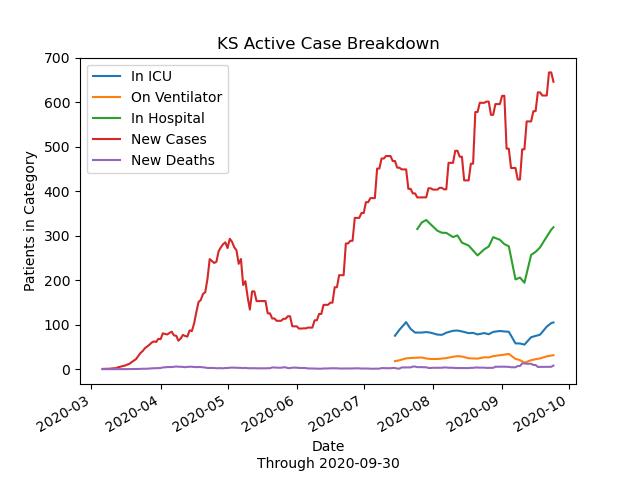 KS Active Case Breakdown
In ICU
On Ventilator
In Hospital
New Cases
New Deaths
Patients in Category
700
600
500
400
300
200
100
0
2020-03
2020-04
2020-05
2020-06
2020-07
2020-08
2020-09
2020-10
Date
Through 2020-09-30